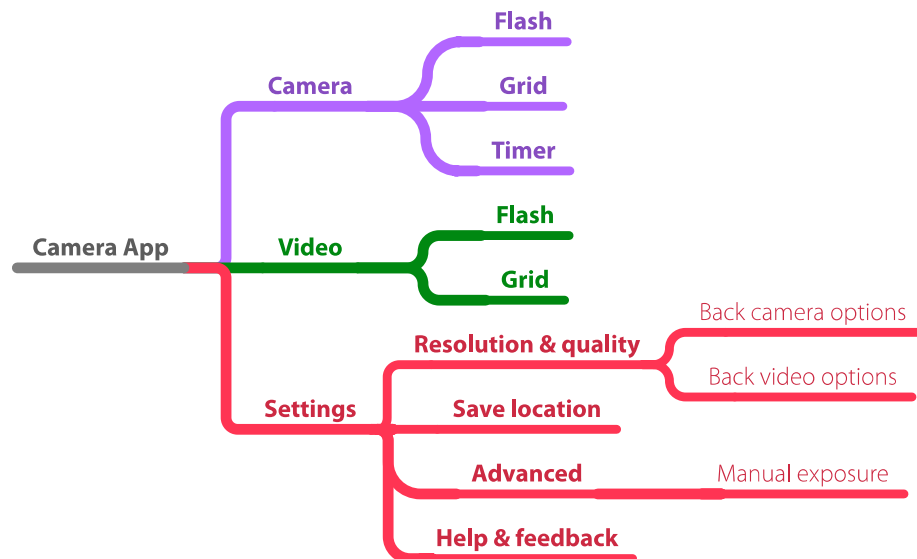 Camera App
Camera
Flash
Grid
Timer
Video
Flash
Grid
Settings
Resolution & quality
Back camera options
Back video options
Save location
Advanced
Manual exposure
Help & feedback